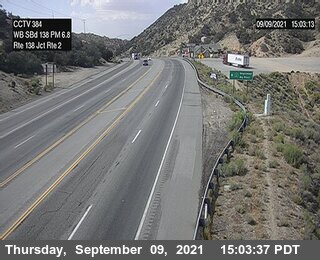 CCTV 384
WB SBd 138 PM 6.8
Rte 138 Jct Rte 2
09/09/2021 15:03:13
Thursday, September 09, 2021 15:03:37 PDT